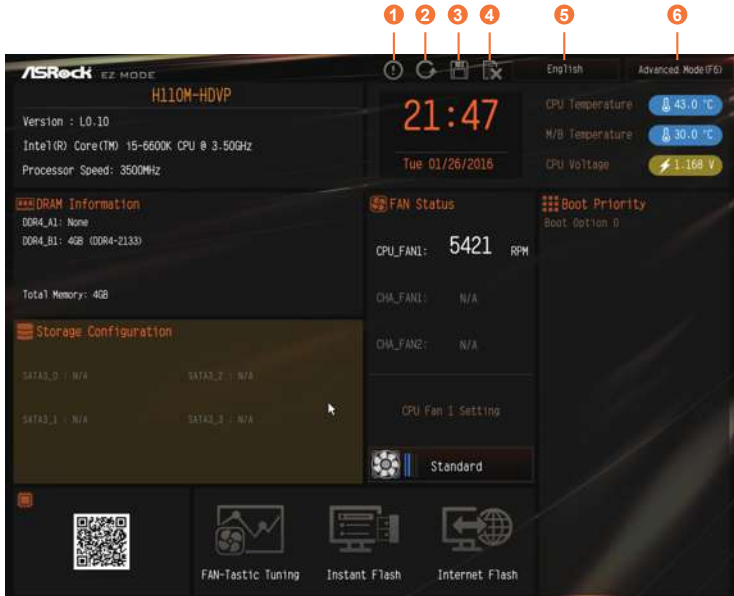 1 2 3 4 5 6
ASRock EZ MODE
English
Advanced Mode(F6)
H110M-HDVP
Version : L0.10
Intel(R) Core(TM) i5-6600K CPU @ 3.50GHz
Processor Speed: 3500MHz
21:47
Tue 01/26/2016
CPU Temperature 43.0 °C
M/B Temperature 30.0 °C
CPU Voltage 1.168 V
DRAM Information
DDR4_A1: None
DDR4_B1: 4GB (DDR4-2133)
Total Memory: 4GB
Storage Configuration
SATA3_0 : N/A SATA3_2 : N/A
SATA3_1 : N/A SATA3_3 : N/A
FAN Status
CPU_FAN1: 5421 RPM
CHA_FAN1: N/A
CHA_FAN2: N/A
CPU Fan 1 Setting
Standard
Boot Priority
Boot Option 0
FAN-Tastic Tuning
Instant Flash
Internet Flash